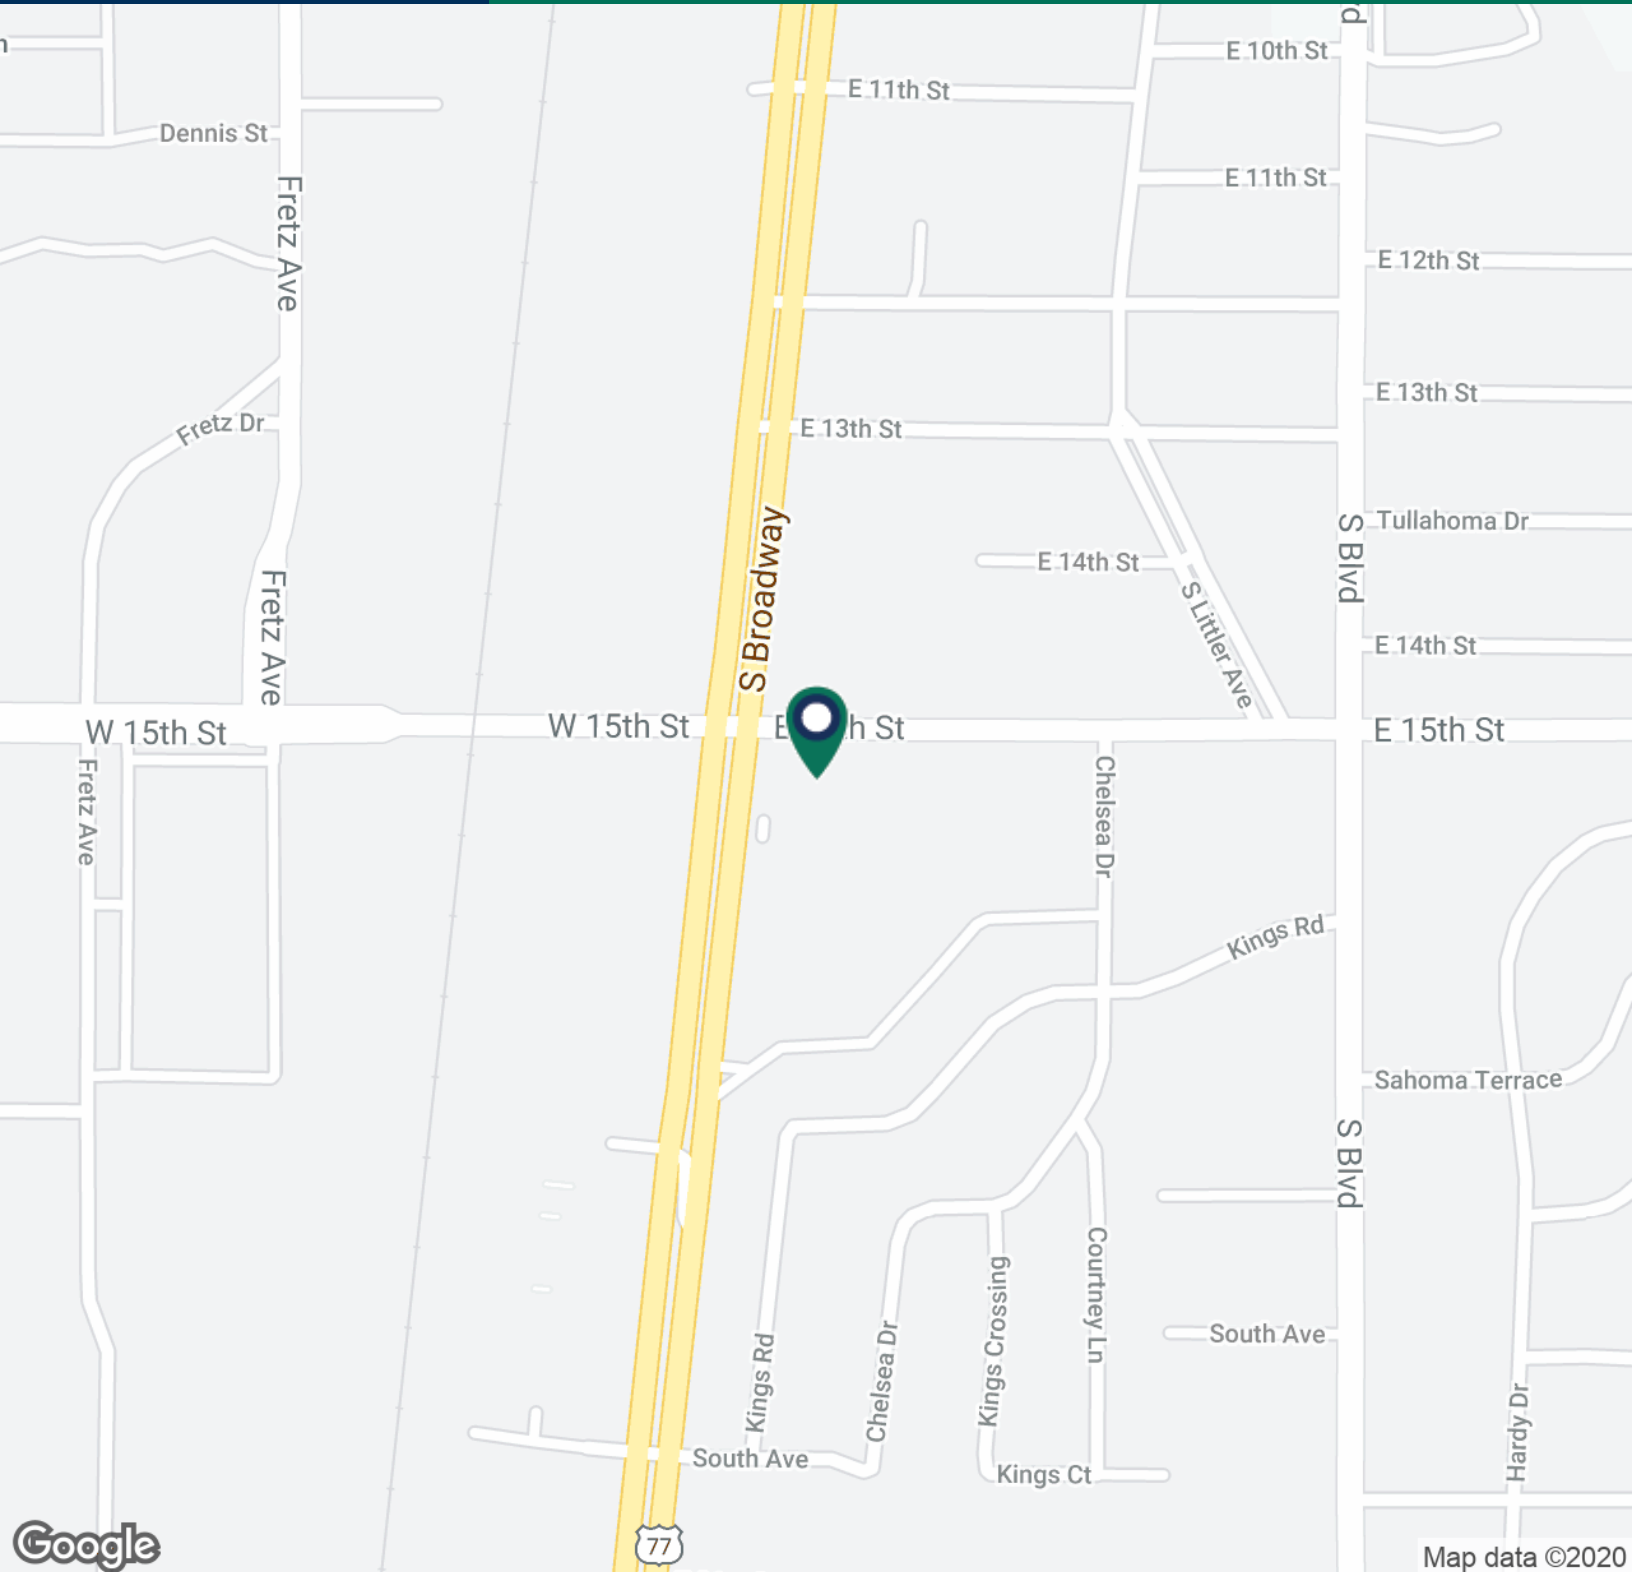 rd
E 10th St
n
E 11th St
Dennis St
E 11th St
Fretz Ave
E 12th St
E 13th St
Fretz Dr
E 13th St
S Broadway
S Blvd
Tullahoma Dr
E 14th St
Fretz Ave
S Littler Ave
E 14th St
W 15th St
W 15th St
E h St
E 15th St
Fretz Ave
Chelsea Dr
Kings Rd
Sahoma Terrace
S Blvd
Courtney Ln
Kings Crossing
South Ave
Kings Rd
Chelsea Dr
Hardy Dr
South Ave
Kings Ct
Google
77
Map data ©2020